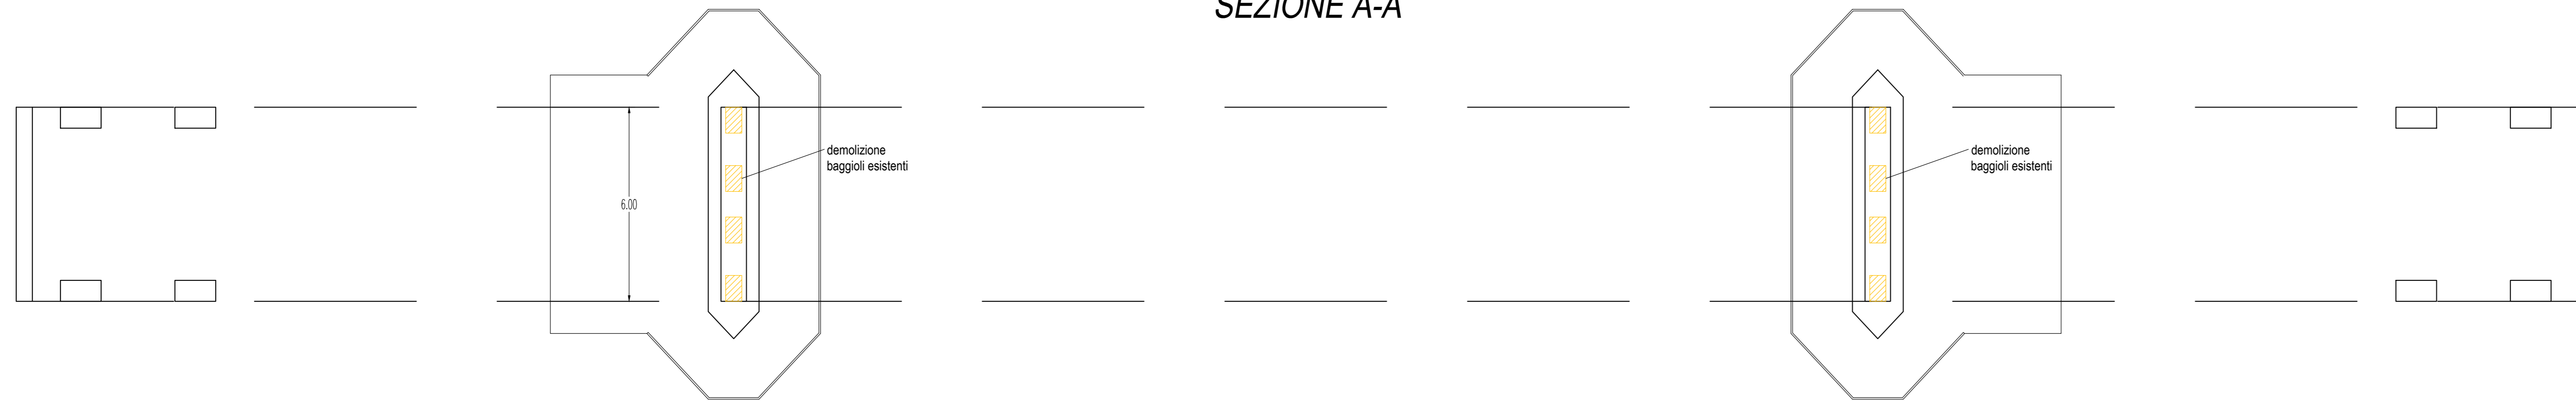 SEZIONE A-A
demolizione
baggioli esistenti
6.00
demolizione
baggioli esistenti